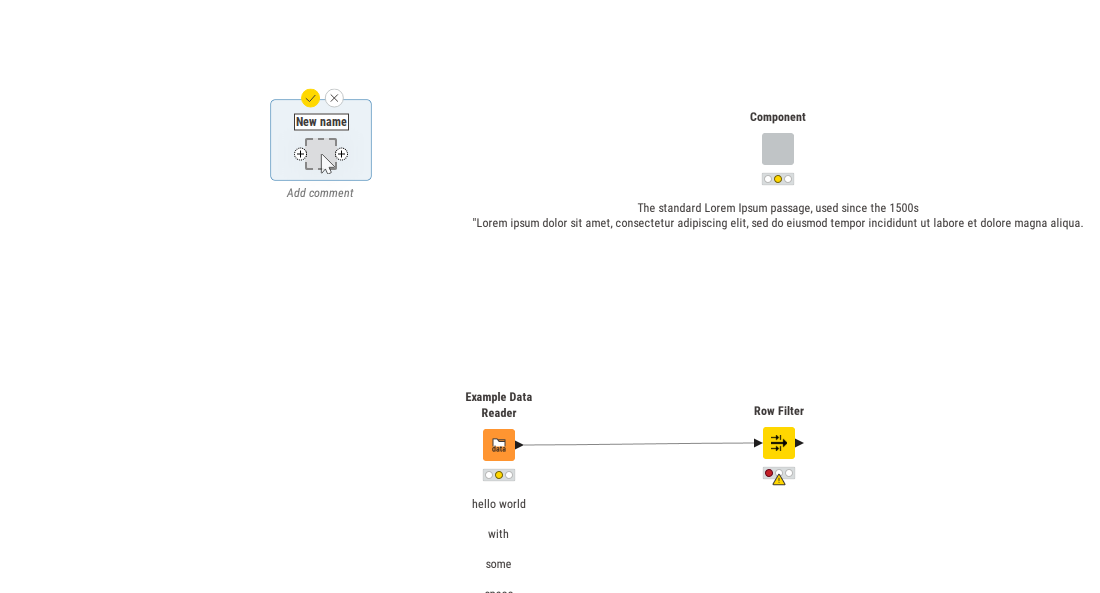 New name
Add comment
Component
The standard Lorem Ipsum passage, used since the 1500s
"Lorem ipsum dolor sit amet, consectetur adipiscing elit, sed do eiusmod tempor incididunt ut labore et dolore magna aliqua.
Example Data
Reader
Row Filter
data
hello world
with
some